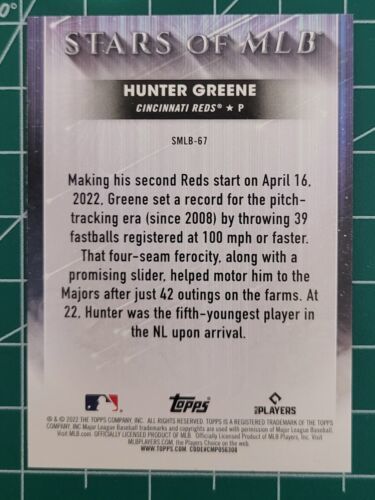 STARS OF MLB
HUNTER GREENE
CINCINNATI REDS® ★ P
SMLB-67
Making his second Reds start on April 16,
2022, Greene set a record for the pitch-
tracking era (since 2008) by throwing 39
fastballs registered at 100 mph or faster.
That four-seam ferocity, along with a
promising slider, helped motor him to the
Majors after just 42 outings on the farms. At
22, Hunter was the fifth-youngest player in
the NL upon arrival.
Topps
MLB PLAYERS
® & © 2022 THE TOPPS COMPANY, INC. ALL RIGHTS RESERVED. TOPPS IS A REGISTERED TRADEMARK OF THE TOPPS
COMPANY, INC. Major League Baseball trademarks and copyrights are used with permission of Major League Baseball.
Visit MLB.com. OFFICIALLY LICENSED PRODUCT OF MLB Players, Inc. Visit
MLBPLAYERS.com, the Players Choice on the web.
WWW.TOPPS.COM CODE#CMP056308